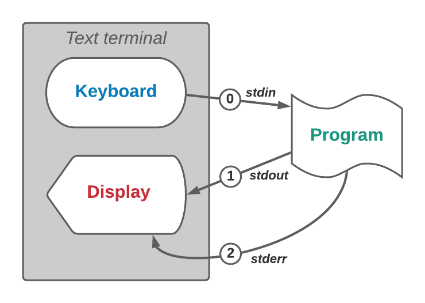 Text terminal
Keyboard
0
stdin
Program
Display
1
stdout
2
stderr